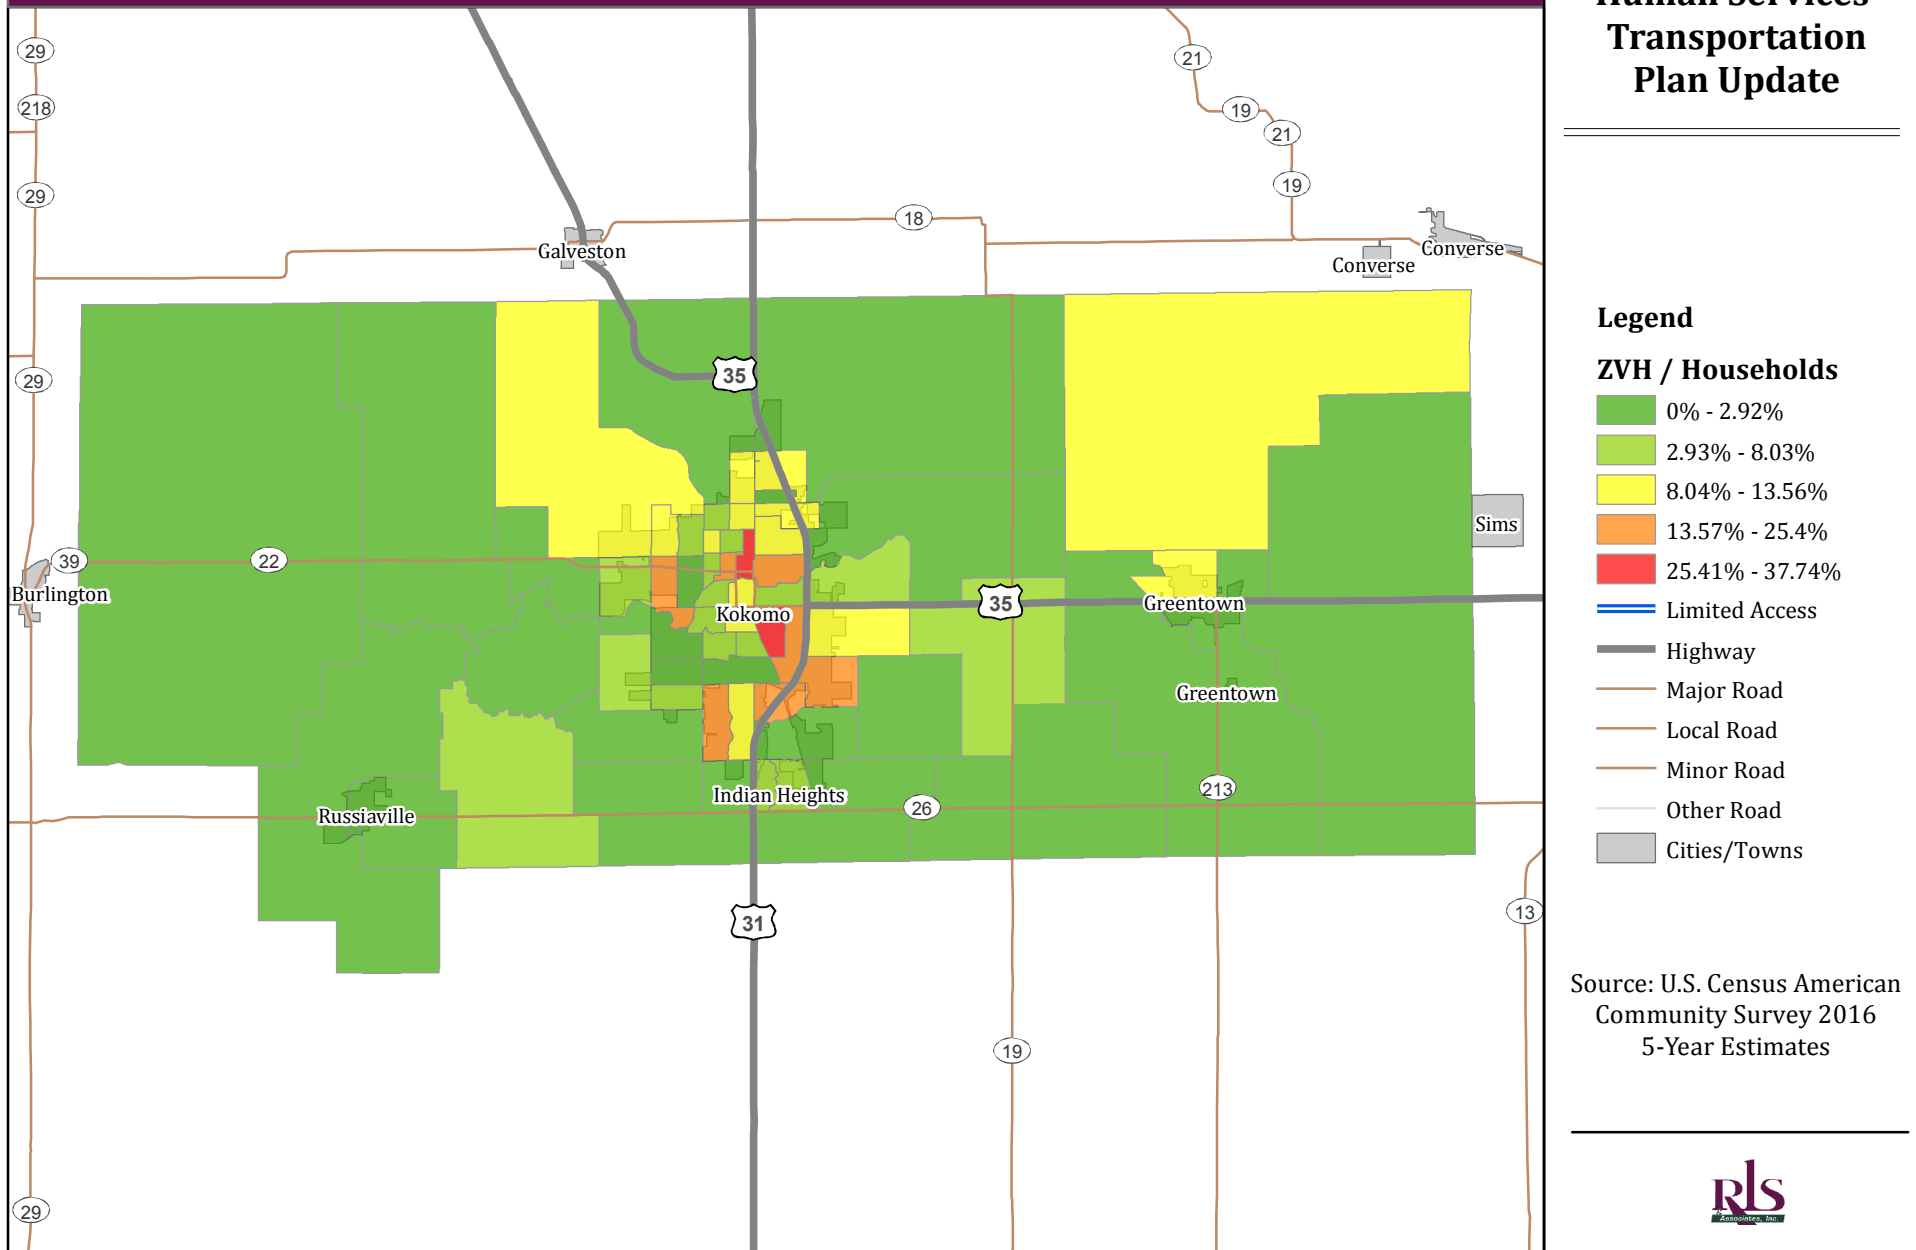 Human Services
Transportation
Plan Update
29
218
29
29
21
19
21
19
18
Galveston
Converse
Converse
35
Sims
39
22
Burlington
35
Greentown
Kokomo
Greentown
213
Indian Heights
26
Russiaville
31
13
19
29
Legend
ZVH / Households
0% - 2.92%
2.93% - 8.03%
8.04% - 13.56%
13.57% - 25.4%
25.41% - 37.74%
Limited Access
Highway
Major Road
Local Road
Minor Road
Other Road
Cities/Towns
Source: U.S. Census American
Community Survey 2016
5-Year Estimates
RLS
& Associates, Inc.